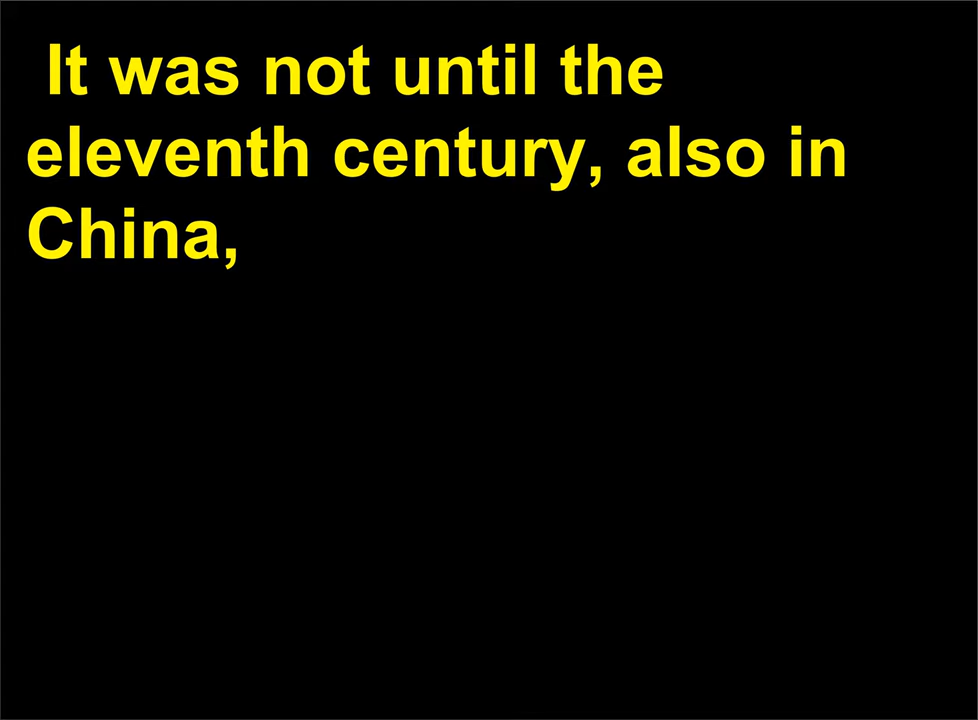 It was not until the
eleventh century, also in
China,